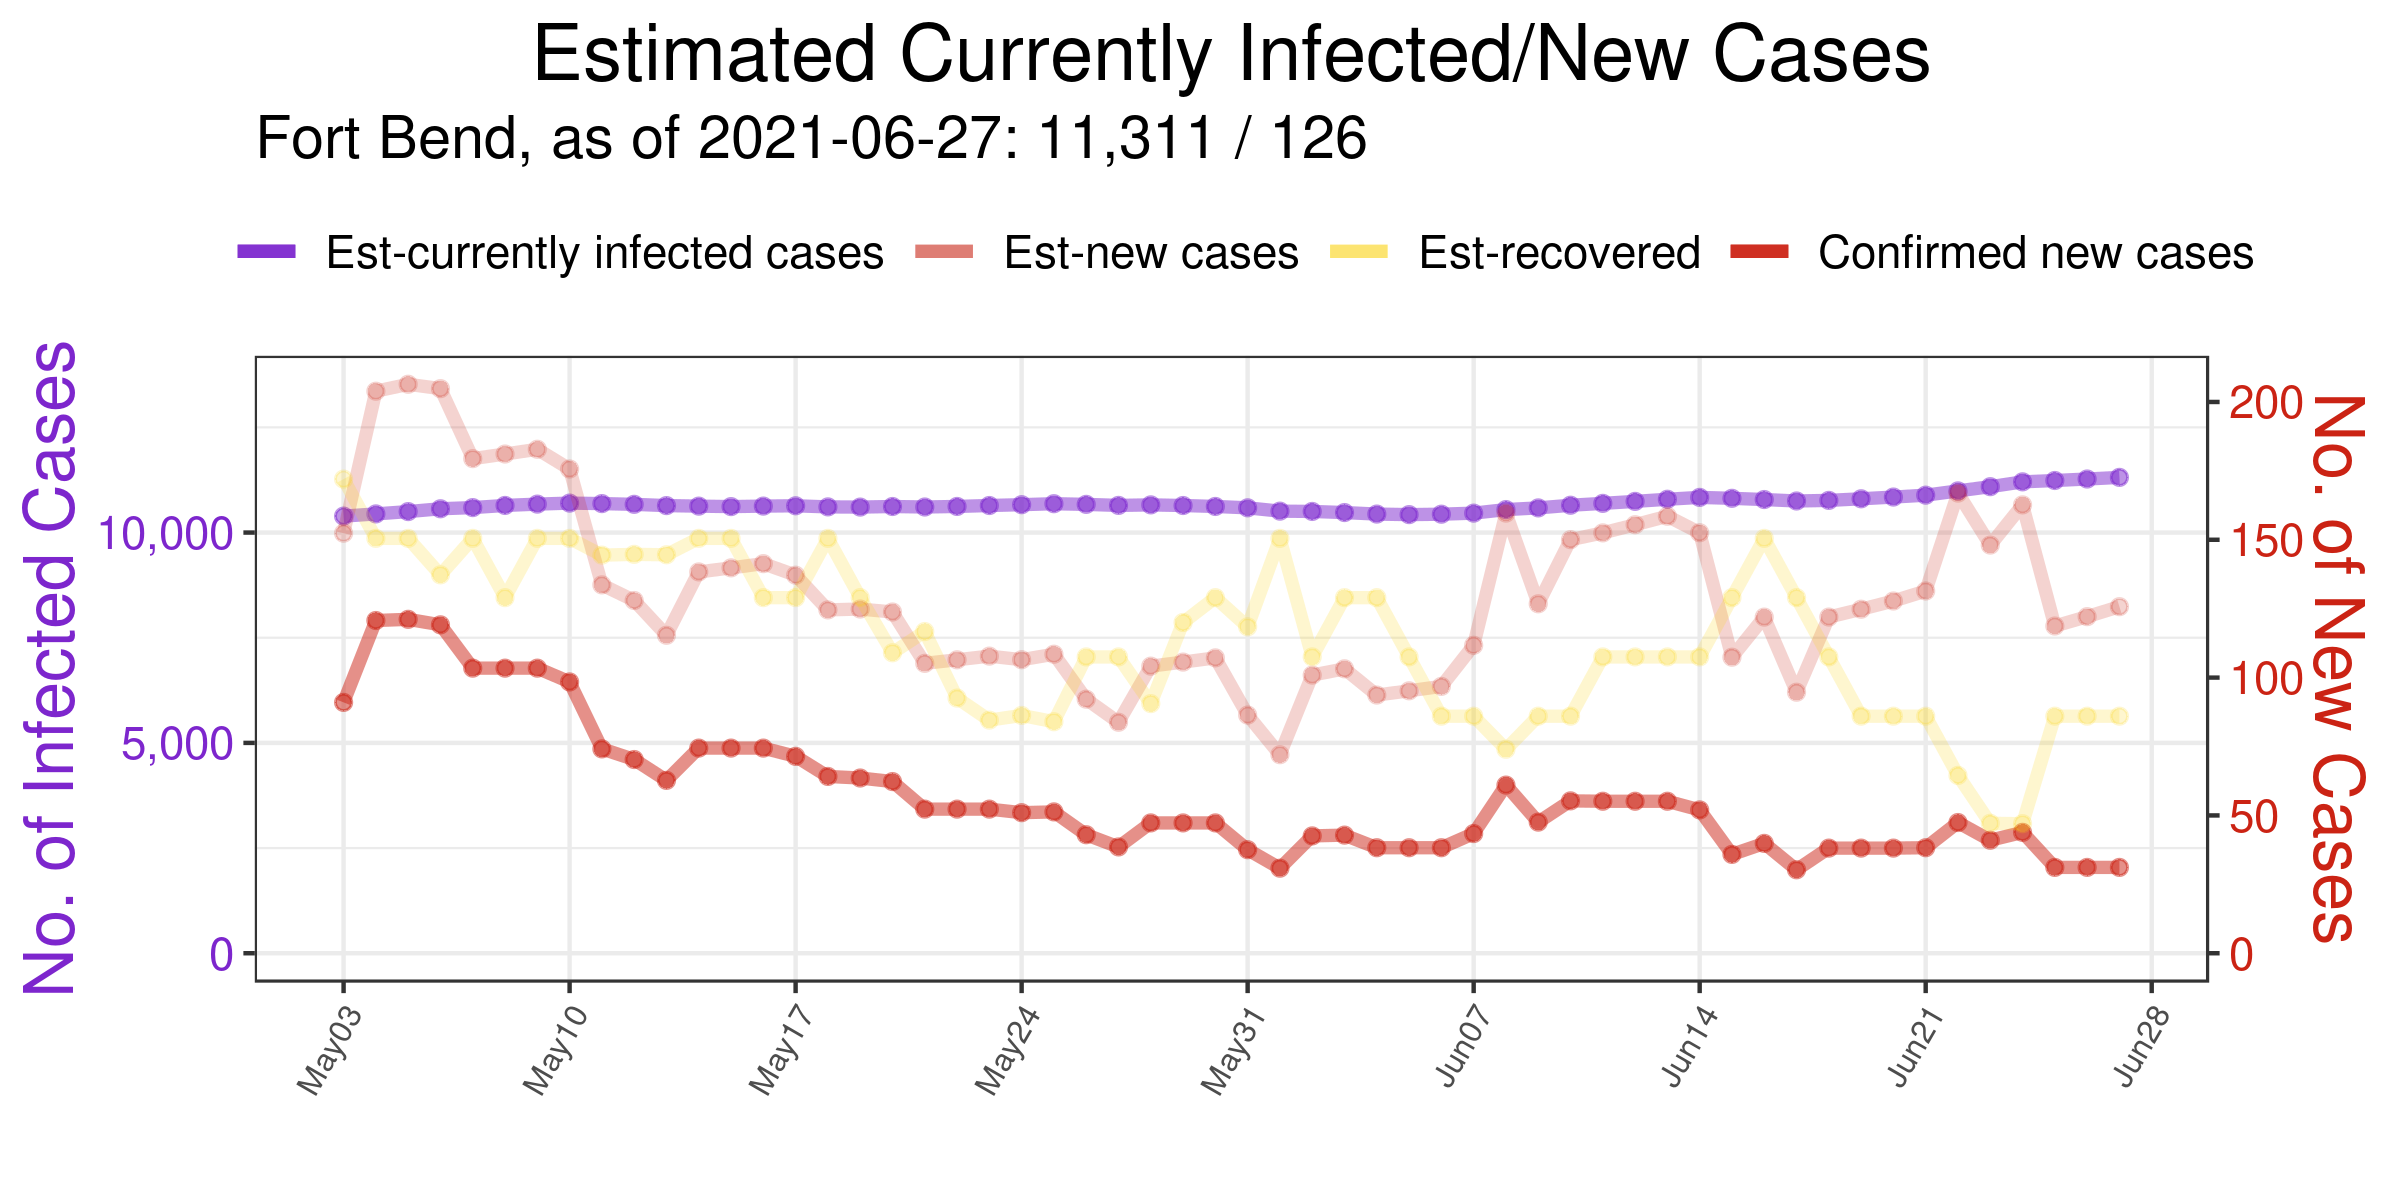 Estimated Currently Infected/New Cases
Fort Bend, as of 2021-06-27: 11,311 / 126
Est-currently infected cases Est-new cases Est-recovered Confirmed new cases
No. of Infected Cases
10,000
5,000
0
200
150
100
50
0
No. of New Cases
May03 May10 May17 May24 May31 Jun07 Jun14 Jun21 Jun28